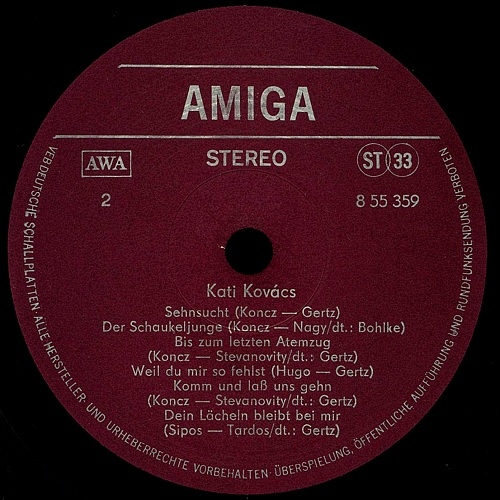 AMIGA
AWA
STEREO
ST 33
2
8 55 359
Kati Kovács
Sehnsucht (Koncz — Gertz)
Der Schaukeljunge (Koncz — Nagy/dt.: Bohlke)
Bis zum letzten Atemzug
(Koncz — Stevanovity/dt.: Gertz)
Weil du mir so fehlst (Hugo — Gertz)
Komm und laß uns gehn
(Koncz — Stevanovity/dt.: Gertz)
Dein Lächeln bleibt bei mir
(Sipos — Tardos/dt.: Gertz)
VEB DEUTSCHE SCHALLPLATTEN · ALLE HERSTELLER- UND URHEBERRECHTE VORBEHALTEN · ÜBERSPIELUNG, ÖFFENTLICHE AUFFÜHRUNG UND RUNDFUNKSENDUNG VERBOTEN